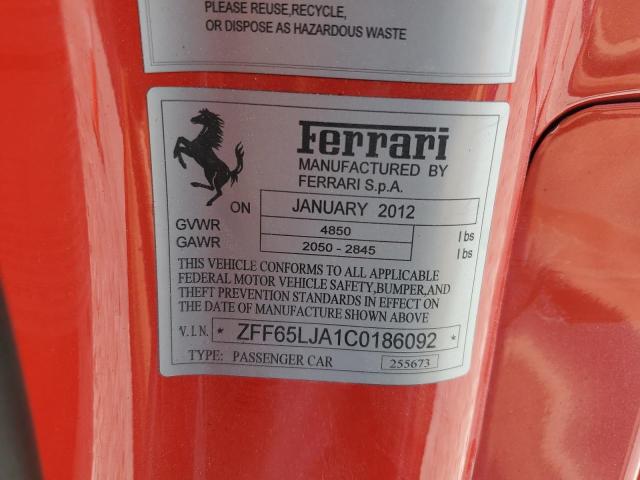 PLEASE REUSE,RECYCLE,
OR DISPOSE AS HAZARDOUS WASTE
Ferrari
MANUFACTURED BY
FERRARI S.p.A.
ON JANUARY 2012
GVWR 4850 lbs
GAWR 2050 - 2845 lbs
THIS VEHICLE CONFORMS TO ALL APPLICABLE
FEDERAL MOTOR VEHICLE SAFETY,BUMPER,AND
THEFT PREVENTION STANDARDS IN EFFECT ON
THE DATE OF MANUFACTURE SHOWN ABOVE
V.I.N. * ZFF65LJA1C0186092 *
TYPE: PASSENGER CAR 255673